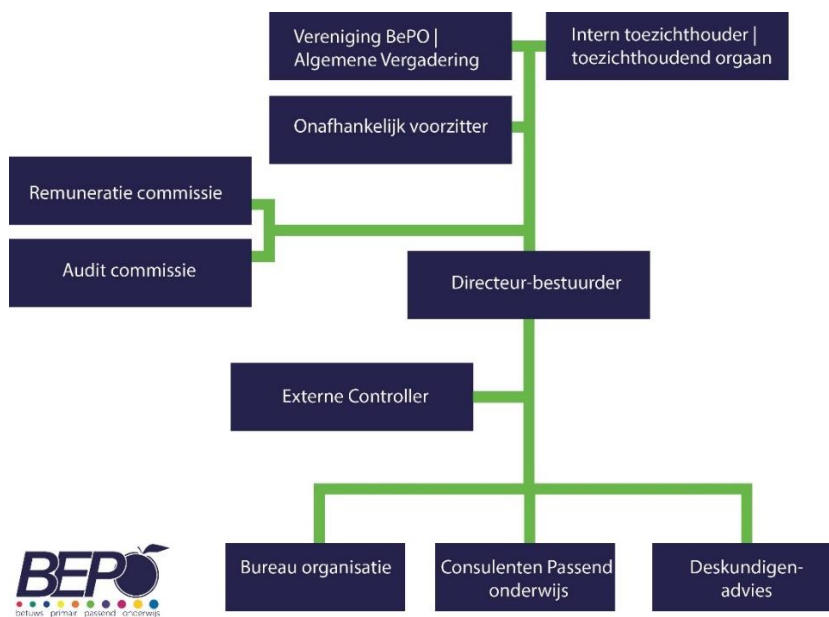 Vereniging BePO |
Algemene Vergadering
Intern toezichthouder |
toezichthoudend orgaan
Onafhankelijk voorzitter
Remuneratie commissie
Audit commissie
Directeur-bestuurder
Externe Controller
Bureau organisatie
Consulenten Passend
onderwijs
Deskundigen-
advies
BEPO
betuws primair passend onderwijs